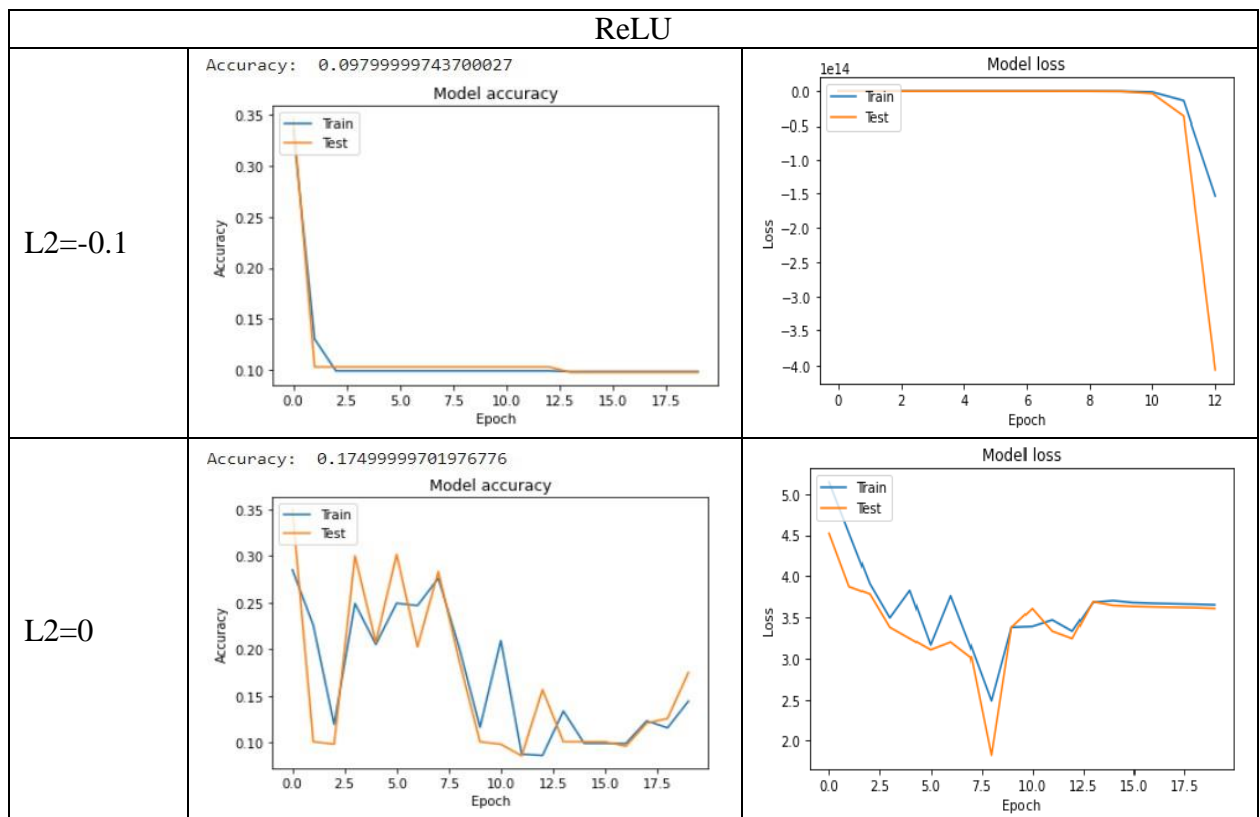 ReLU
L2=-0.1
Accuracy: 0.09799999743700027
Model accuracy
Train
Test
0.35
0.30
0.25
0.20
0.15
0.10
Accuracy
0.0 2.5 5.0 7.5 10.0 12.5 15.0 17.5
Epoch
Model loss
1e14
Train
Test
0.0
−0.5
−1.0
−1.5
−2.0
−2.5
−3.0
−3.5
−4.0
Loss
0 2 4 6 8 10 12
Epoch
L2=0
Accuracy: 0.17499999701976776
Model accuracy
Train
Test
0.35
0.30
0.25
0.20
0.15
0.10
Accuracy
0.0 2.5 5.0 7.5 10.0 12.5 15.0 17.5
Epoch
Model loss
Train
Test
5.0
4.5
4.0
3.5
3.0
2.5
2.0
Loss
0.0 2.5 5.0 7.5 10.0 12.5 15.0 17.5
Epoch